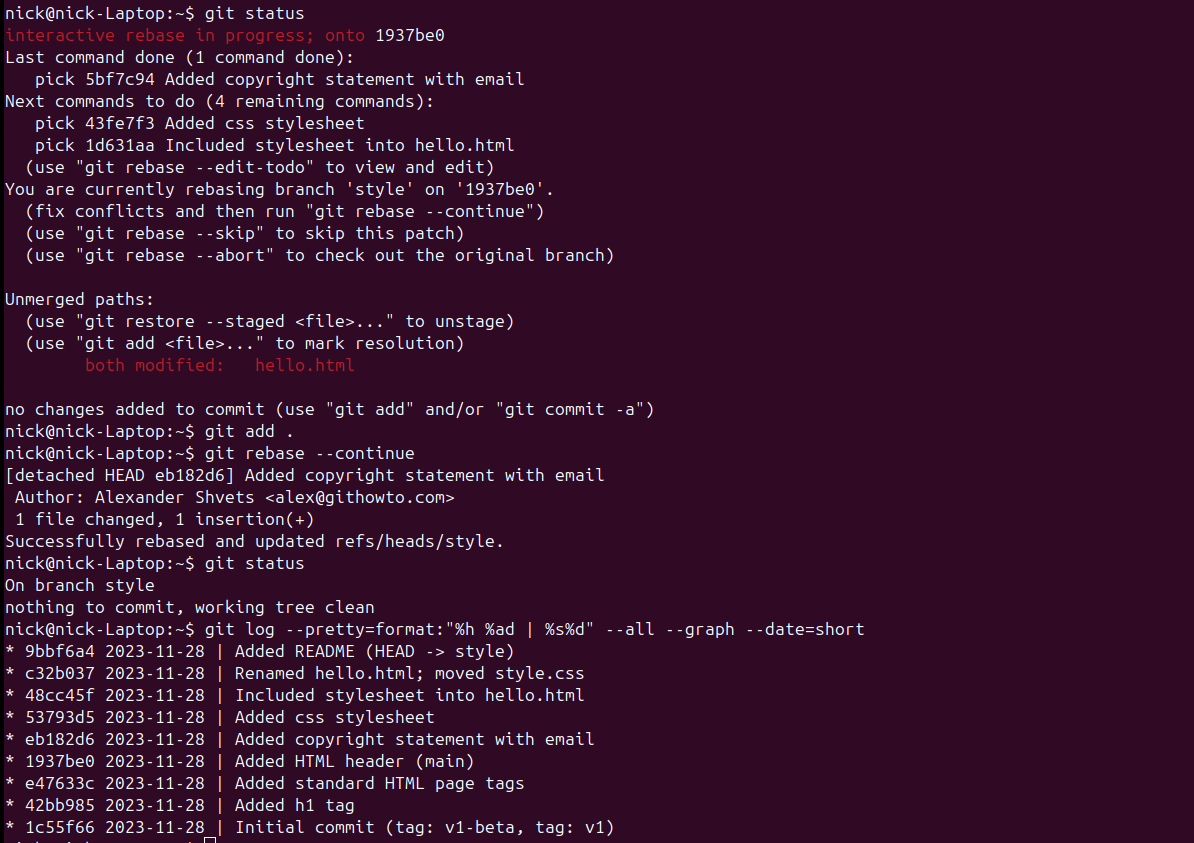 nick@nick-Laptop:~$ git status
interactive rebase in progress; onto 1937be0
Last command done (1 command done):
   pick 5bf7c94 Added copyright statement with email
Next commands to do (4 remaining commands):
   pick 43fe7f3 Added css stylesheet
   pick 1d631aa Included stylesheet into hello.html
  (use "git rebase --edit-todo" to view and edit)
You are currently rebasing branch 'style' on '1937be0'.
  (fix conflicts and then run "git rebase --continue")
  (use "git rebase --skip" to skip this patch)
  (use "git rebase --abort" to check out the original branch)

Unmerged paths:
  (use "git restore --staged <file>..." to unstage)
  (use "git add <file>..." to mark resolution)
        both modified:   hello.html

no changes added to commit (use "git add" and/or "git commit -a")
nick@nick-Laptop:~$ git add .
nick@nick-Laptop:~$ git rebase --continue
[detached HEAD eb182d6] Added copyright statement with email
 Author: Alexander Shvets <alex@githowto.com>
 1 file changed, 1 insertion(+)
Successfully rebased and updated refs/heads/style.
nick@nick-Laptop:~$ git status
On branch style
nothing to commit, working tree clean
nick@nick-Laptop:~$ git log --pretty=format:"%h %ad | %s%d" --all --graph --date=short
* 9bbf6a4 2023-11-28 | Added README (HEAD -> style)
* c32b037 2023-11-28 | Renamed hello.html; moved style.css
* 48cc45f 2023-11-28 | Included stylesheet into hello.html
* 53793d5 2023-11-28 | Added css stylesheet
* eb182d6 2023-11-28 | Added copyright statement with email
* 1937be0 2023-11-28 | Added HTML header (main)
* e47633c 2023-11-28 | Added standard HTML page tags
* 42bb985 2023-11-28 | Added h1 tag
* 1c55f66 2023-11-28 | Initial commit (tag: v1-beta, tag: v1)